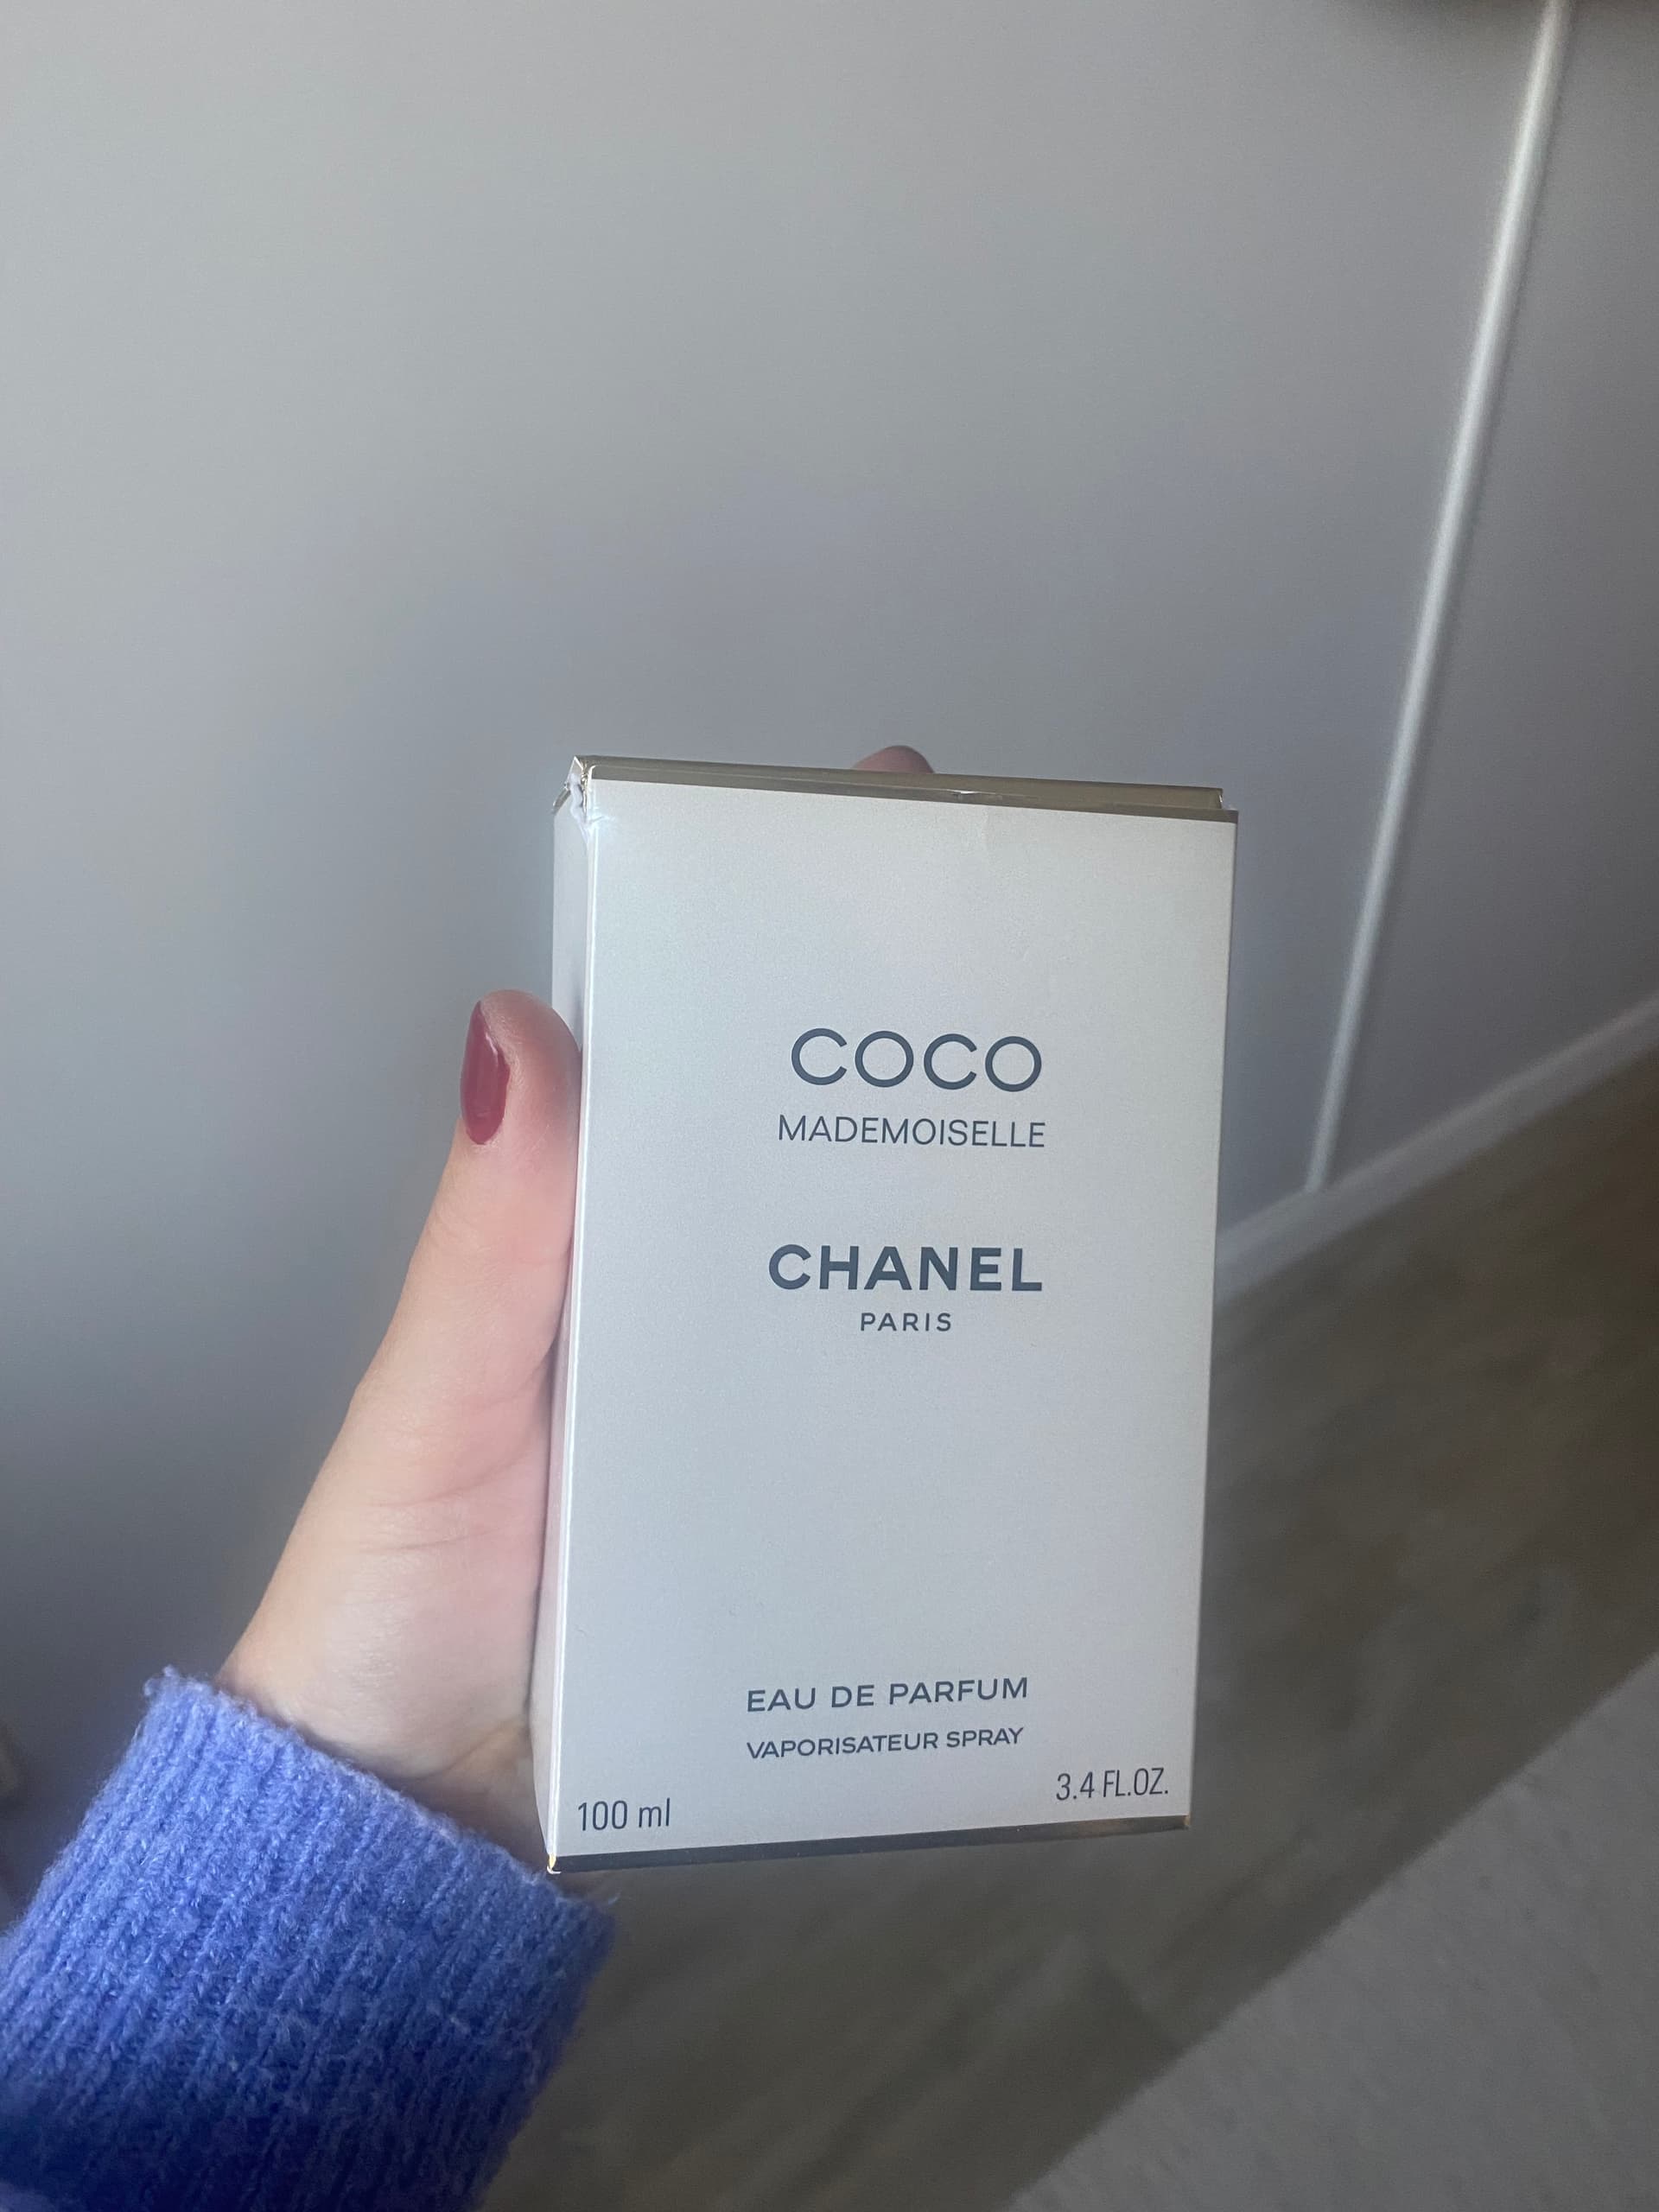 COCO
MADEMOISELLE
CHANEL
PARIS
EAU DE PARFUM
VAPORISATEUR SPRAY
100 ml
3.4 FL.OZ.